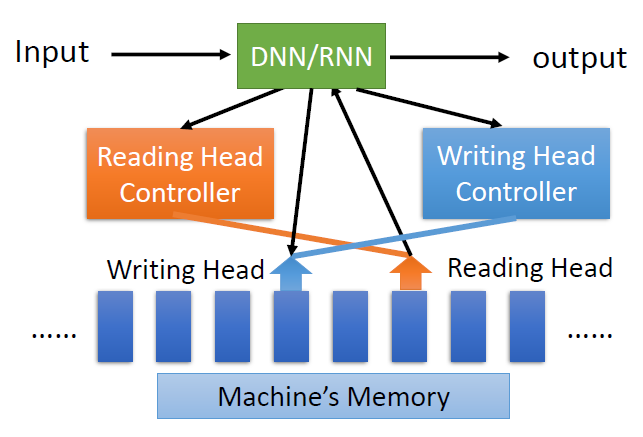 Input
DNN/RNN
output
Reading Head
Controller
Writing Head
Controller
Writing Head
Reading Head
......
......
Machine's Memory